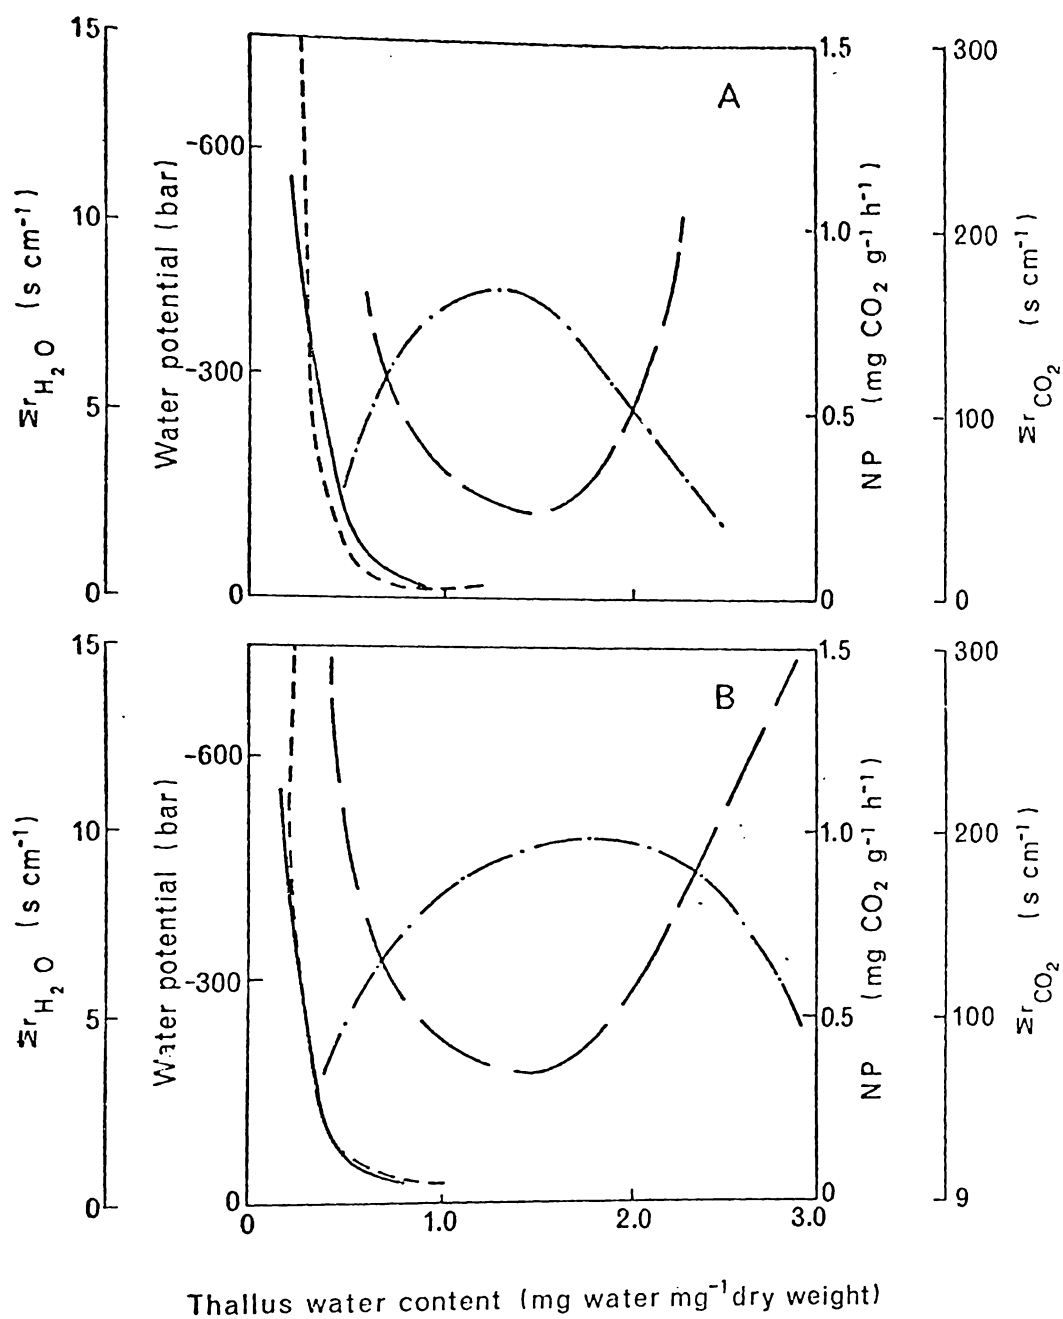 15
10
5
0
Σr H2O (s cm-1)
-600
-300
0
Water potential (bar)
A
1.5
1.0
0.5
0
NP (mg CO2 g-1 h-1)
300
200
100
0
Σr CO2 (s cm-1)
15
10
5
0
Σr H2O (s cm-1)
-600
-300
0
Water potential (bar)
B
1.5
1.0
0.5
0
NP (mg CO2 g-1 h-1)
300
200
100
9
Σr CO2 (s cm-1)
0 1.0 2.0 3.0
Thallus water content (mg water mg-1 dry weight)